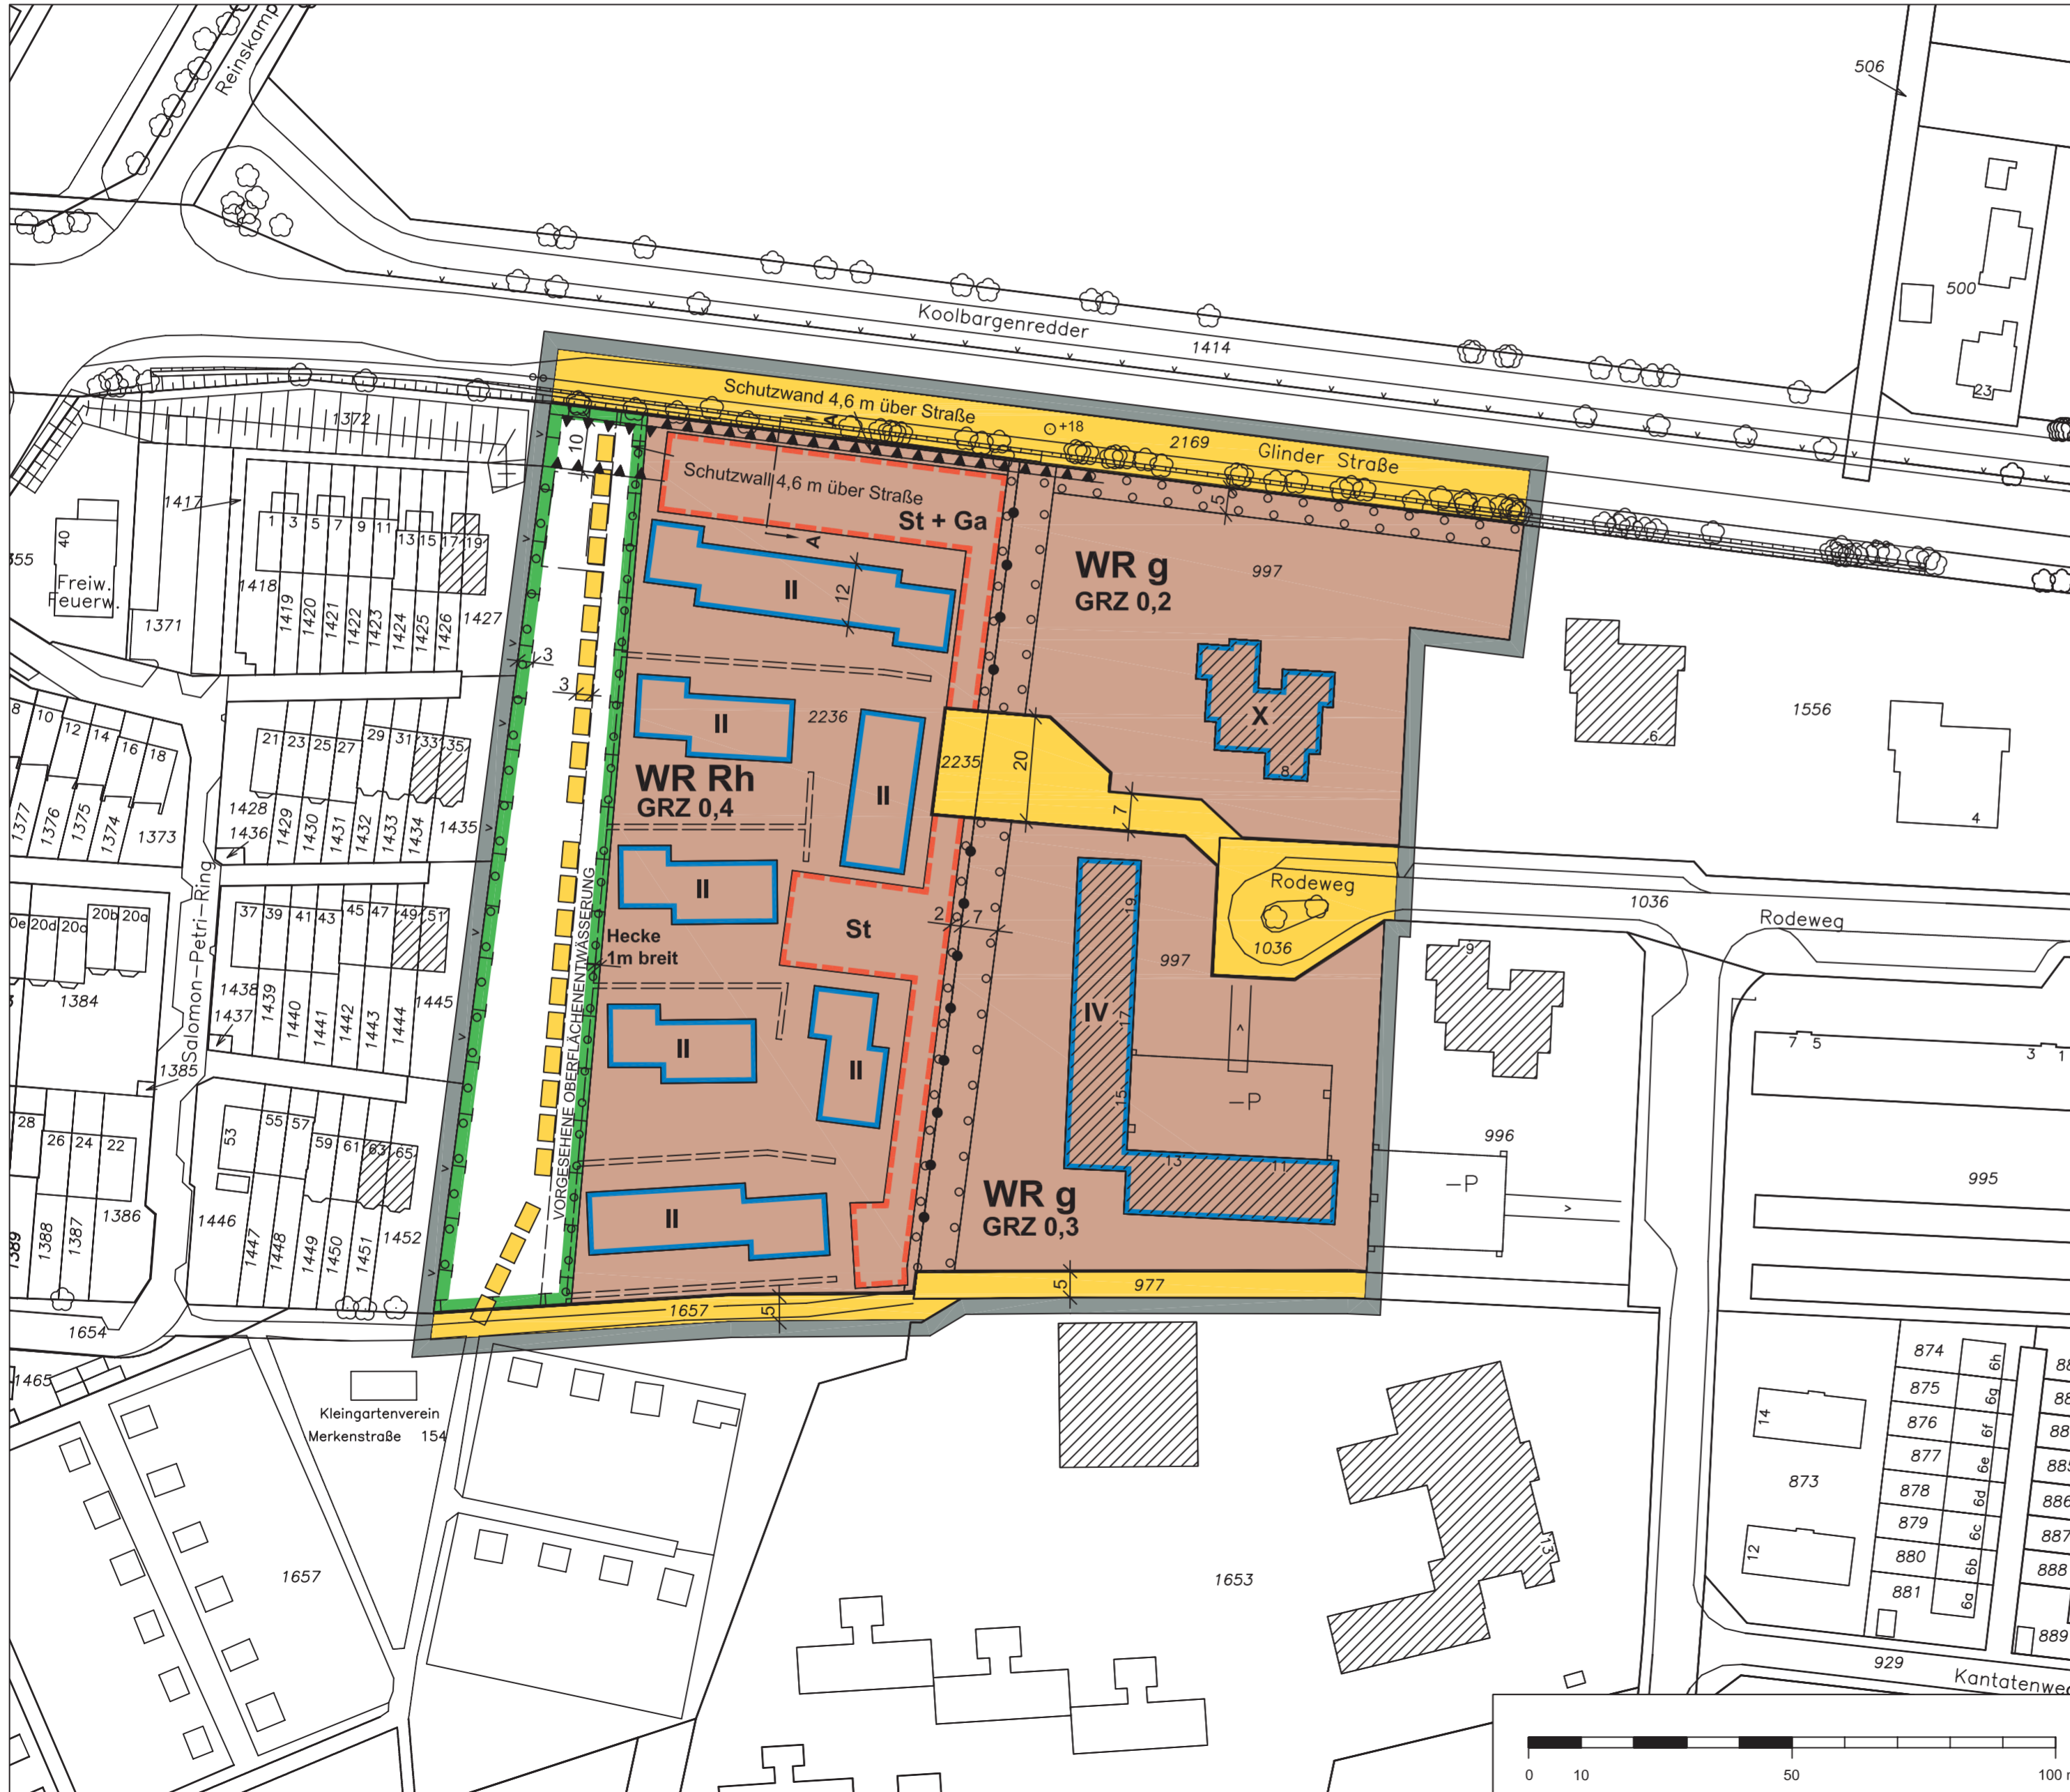 Reinskamp
506
500
23
Koolbargenredder
1414
Schutzwand 4,6 m über Straße
A
+18
2169
Glinder Straße
1372
10
Schutzwall 4,6 m über Straße
St + Ga
A
5
1417
1 3 5 7 9 11 13 15 17 19
40
Freiw.
Feuerw.
355
1371
1418
1419
1420
1421
1422
1423
1424
1425
1426
1427
3
3
II
12
WR g
GRZ 0,2
997
X
8
6
1556
4
8 10 12 14 16 18
1377
1376
1375
1374
1373
21 23 25 27 29 31 33 35
1428
1436
1429
1430
1431
1432
1433
1434
1435
II
2236
WR Rh
GRZ 0,4
II
2235
20
7
Rodeweg
1036
1036
Rodeweg
Salomon-Petri-Ring
0e 20d 20c 20b 20a
1384
37 39 41 43 45 47 49 51
1438
1437
1439
1440
1441
1442
1443
1444
1445
1385
II
Hecke
1m breit
St
2
7
VORGESEHENE OBERFLÄCHENENTWÄSSERUNG
997
19
17
15
13
11
IV
–P
9
7 5
3 1
II
II
28
26 24 22
1389
1388
1387
1386
53
55 57 59 61 63 65
1446
1447
1448
1449
1450
1451
1452
II
WR g
GRZ 0,3
996
–P
995
5
977
1657
5
1654
1465
Kleingartenverein
Merkenstraße 154
1657
1653
13
14
873
12
874
875
876
877
878
879
880
881
6h
6g
6f
6e
6d
6c
6b
6a
886
887
888
889
929
Kantatenweg
0 10 50 100